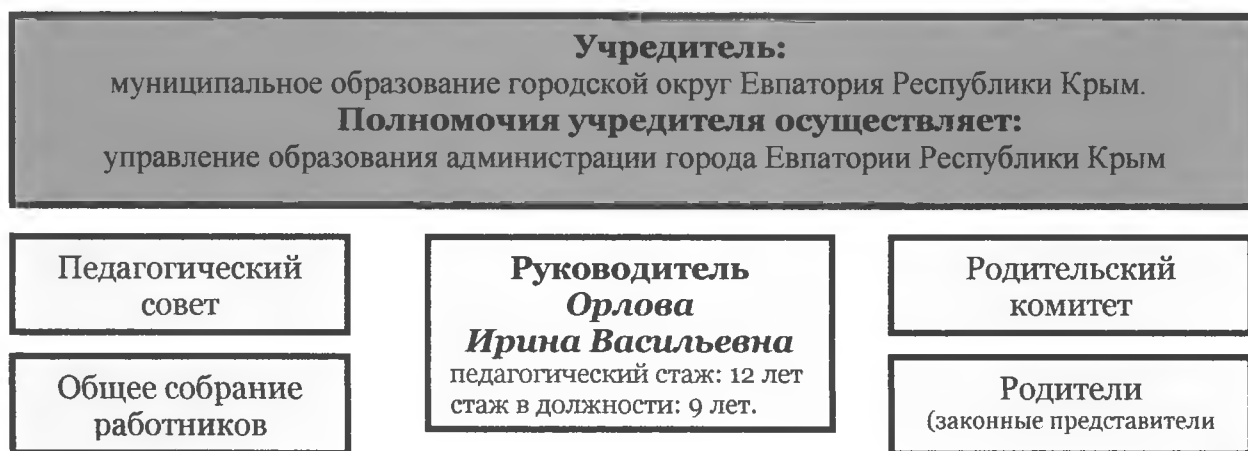 Учредитель:
муниципальное образование городской округ Евпатория Республики Крым.
Полномочия учредителя осуществляет:
управление образования администрации города Евпатории Республики Крым
Педагогический
совет
Общее собрание
работников
Руководитель
Орлова
Ирина Васильевна
педагогический стаж: 12 лет
стаж в должности: 9 лет.
Родительский
комитет
Родители
(законные представители